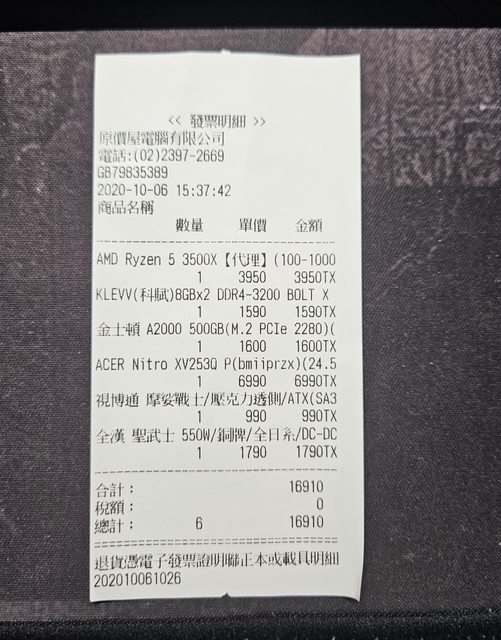 << 發票明細 >>
原價屋電腦有限公司
電話:(02)2397-2669
GB79835389
2020-10-06 15:37:42
商品名稱
數量 單價 金額
AMD Ryzen 5 3500X【代理】(100-1000
1 3950 3950TX
KLEVV(科賦)8GBx2 DDR4-3200 BOLT X
1 1590 1590TX
金士頓 A2000 500GB(M.2 PCIe 2280)(
1 1600 1600TX
ACER Nitro XV253Q P(bmiiprzx)(24.5
1 6990 6990TX
視博通 摩娑戰士/壓克力透側/ATX(SA3
1 990 990TX
全漢 聖武士 550W/銅牌/全日系/DC-DC
1 1790 1790TX
合計: 16910
稅額: 0
總計: 6 16910
退貨憑電子發票證明聯正本或載具明細
202010061026